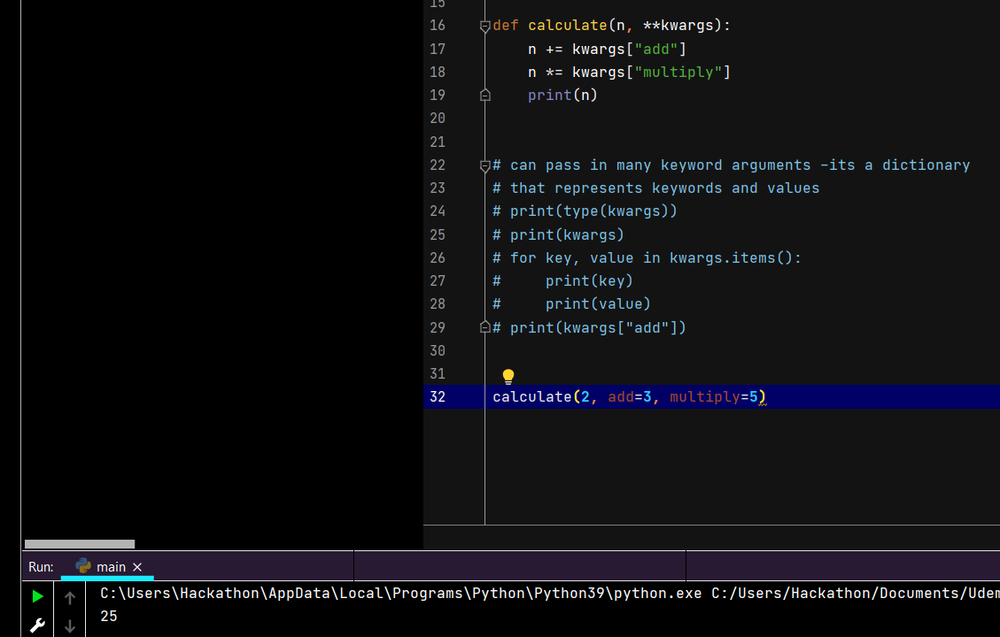 15
16 def calculate(n, **kwargs):
17     n += kwargs["add"]
18     n *= kwargs["multiply"]
19     print(n)
20
21
22 # can pass in many keyword arguments -its a dictionary
23 # that represents keywords and values
24 # print(type(kwargs))
25 # print(kwargs)
26 # for key, value in kwargs.items():
27 #     print(key)
28 #     print(value)
29 # print(kwargs["add"])
30
31
32 calculate(2, add=3, multiply=5)
Run: main ×
C:\Users\Hackathon\AppData\Local\Programs\Python\Python39\python.exe C:/Users/Hackathon/Documents/Udem
25